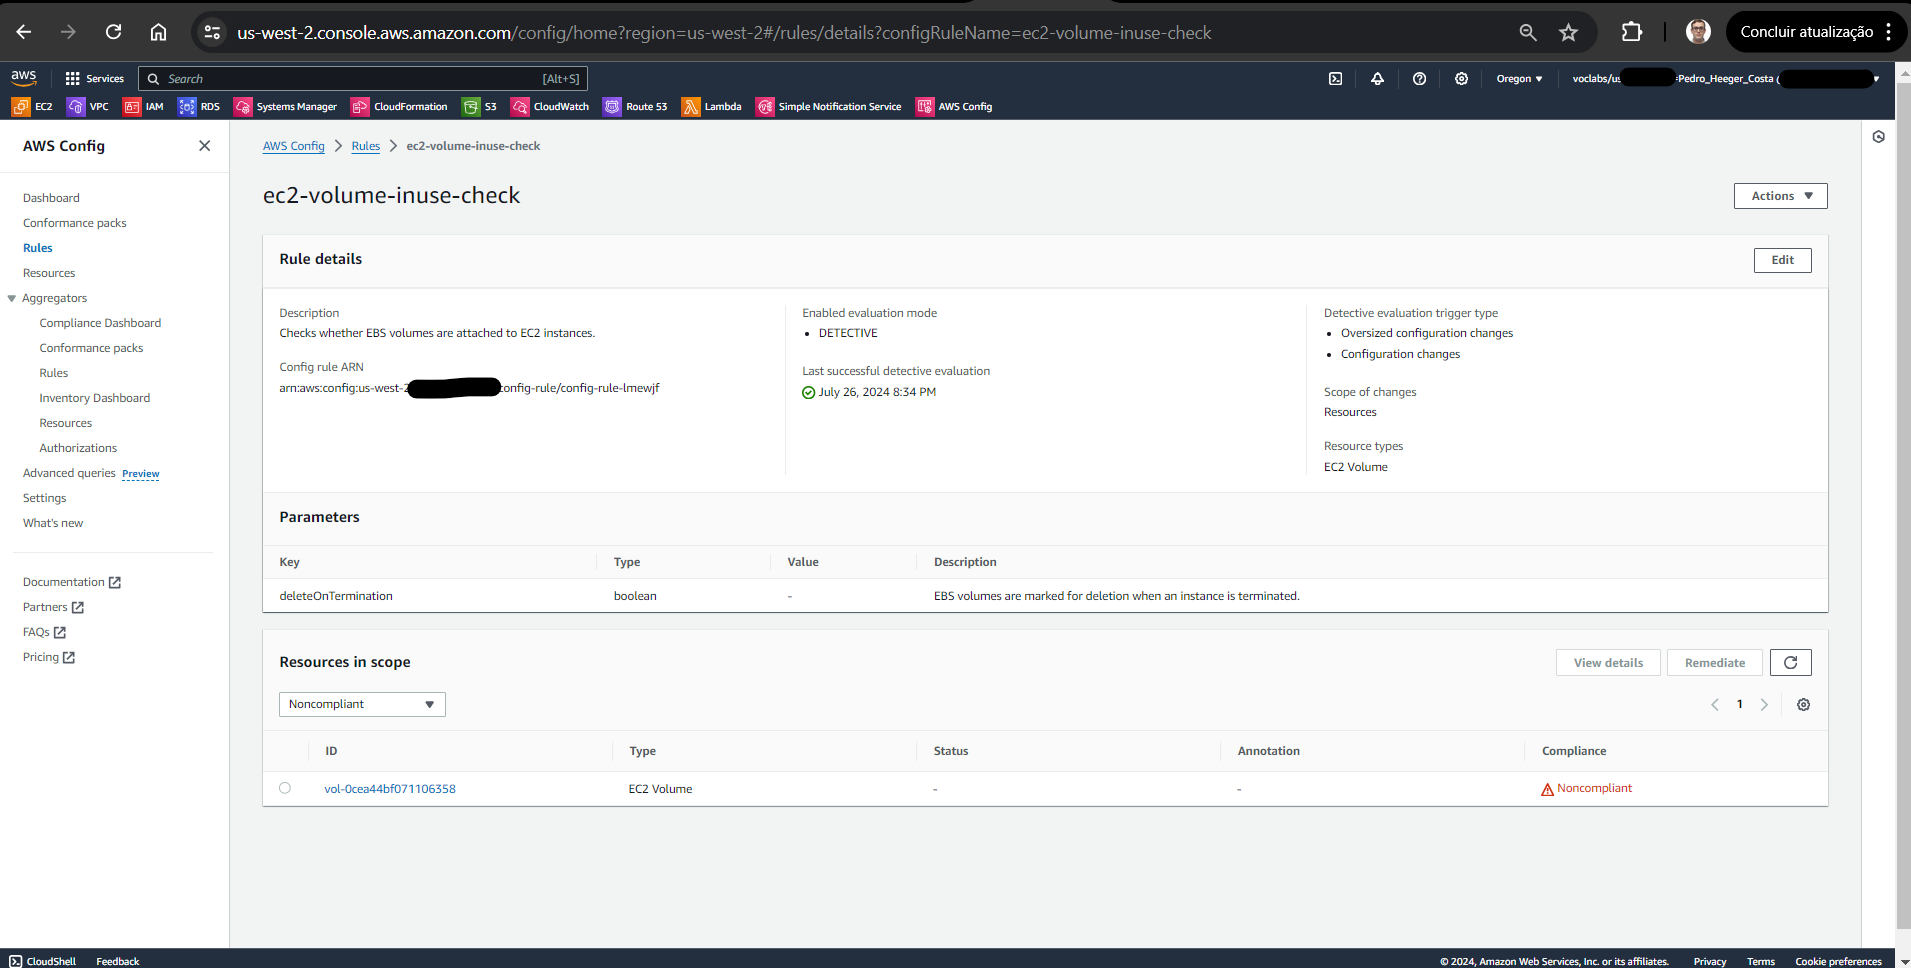 us-west-2.console.aws.amazon.com/config/home?region=us-west-2#/rules/details?configRuleName=ec2-volume-inuse-check
Concluir atualização
aws
Services
Search
[Alt+S]
Oregon
voclabs/us
=Pedro_Heeger_Costa (
EC2
VPC
IAM
RDS
Systems Manager
CloudFormation
S3
CloudWatch
Route 53
Lambda
Simple Notification Service
AWS Config
AWS Config
Dashboard
Conformance packs
Rules
Resources
Aggregators
Compliance Dashboard
Conformance packs
Rules
Inventory Dashboard
Resources
Authorizations
Advanced queries Preview
Settings
What's new
Documentation
Partners
FAQs
Pricing
AWS Config > Rules > ec2-volume-inuse-check
ec2-volume-inuse-check
Actions
Rule details
Edit
Description
Checks whether EBS volumes are attached to EC2 instances.
Config rule ARN
arn:aws:config:us-west-2
config-rule/config-rule-lmewjf
Enabled evaluation mode
• DETECTIVE
Last successful detective evaluation
July 26, 2024 8:34 PM
Detective evaluation trigger type
• Oversized configuration changes
• Configuration changes
Scope of changes
Resources
Resource types
EC2 Volume
Parameters
Key Type Value Description
deleteOnTermination boolean - EBS volumes are marked for deletion when an instance is terminated.
Resources in scope
View details
Remediate
Noncompliant
1
ID Type Status Annotation Compliance
vol-0cea44bf071106358 EC2 Volume - - Noncompliant
CloudShell
Feedback
© 2024, Amazon Web Services, Inc. or its affiliates.
Privacy
Terms
Cookie preferences